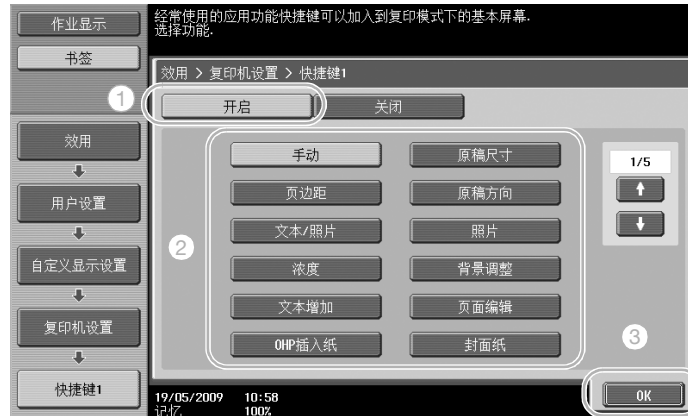 作业显示
书签
效用
用户设置
自定义显示设置
复印机设置
快捷键1
经常使用的应用功能快捷键可以加入到复印模式下的基本屏幕.
选择功能.
效用 > 复印机设置 > 快捷键1
1
开启
关闭
2
手动
原稿尺寸
页边距
原稿方向
文本/照片
照片
浓度
背景调整
文本增加
页面编辑
OHP插入纸
封面纸
1/5
3
OK
19/05/2009 10:58
记忆 100%